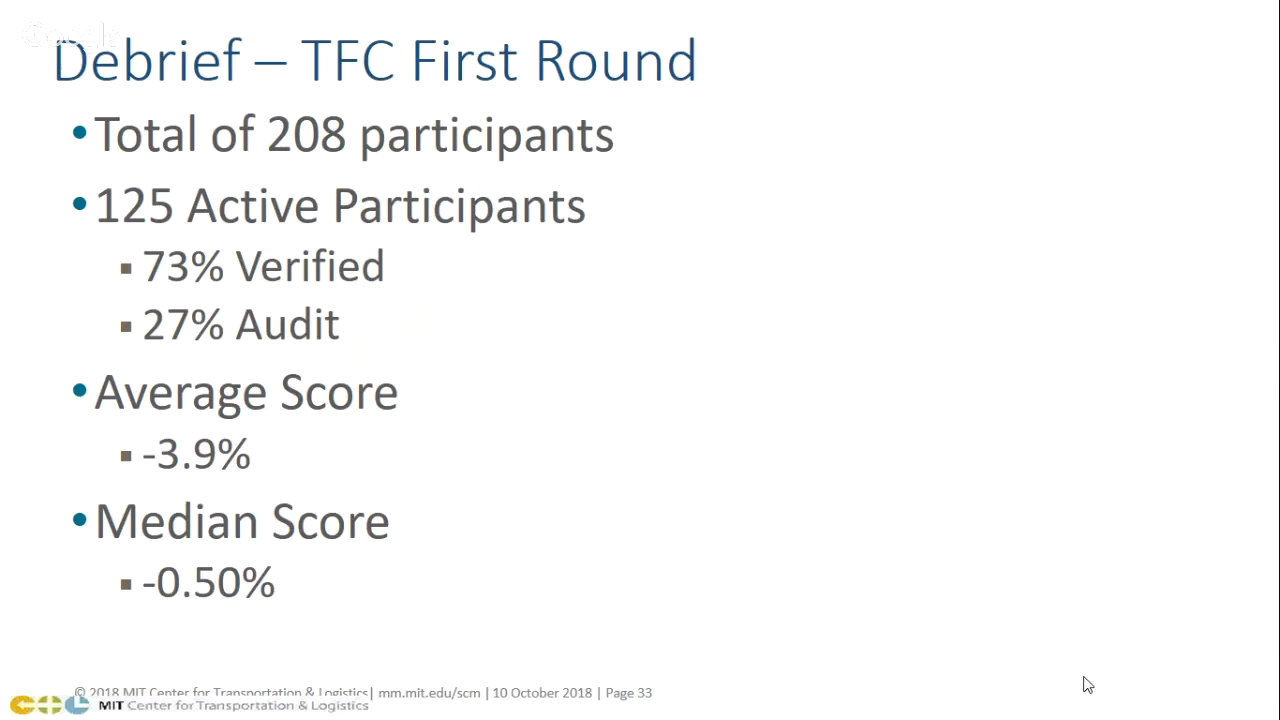 Google
Debrief – TFC First Round
•Total of 208 participants
•125 Active Participants
▪ 73% Verified
▪ 27% Audit
•Average Score
▪ -3.9%
•Median Score
▪ -0.50%
© 2018 MIT Center for Transportation & Logistics| mm.mit.edu/scm | 10 October 2018 | Page 33
MIT Center for Transportation & Logistics